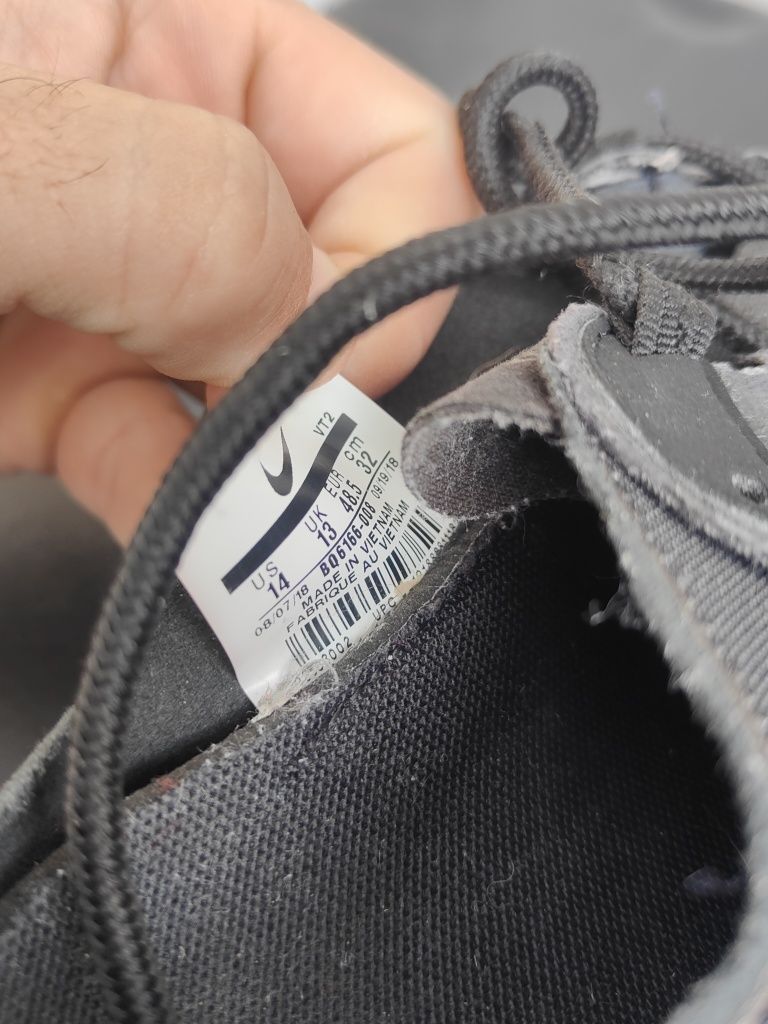 VT2
US UK EUR cm
14 13 48.5 32
08/07/18 BQ6166-008 09/19/18
MADE IN VIETNAM
FABRIQUE AU VIETNAM
UPC